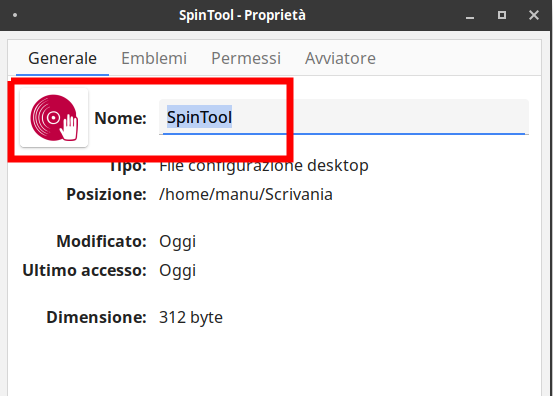 SpinTool - Proprietà
Generale Emblemi Permessi Avviatore
Nome: SpinTool
Tipo: File configurazione desktop
Posizione: /home/manu/Scrivania
Modificato: Oggi
Ultimo accesso: Oggi
Dimensione: 312 byte